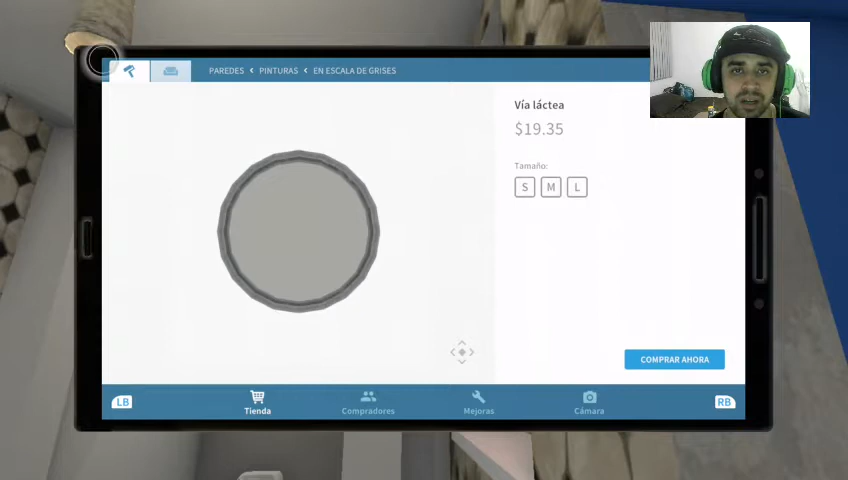 PAREDES < PINTURAS < EN ESCALA DE GRISES
Vía láctea
$19.35
Tamaño:
S M L
COMPRAR AHORA
LB
Tienda
Compradores
Mejoras
Cámara
RB